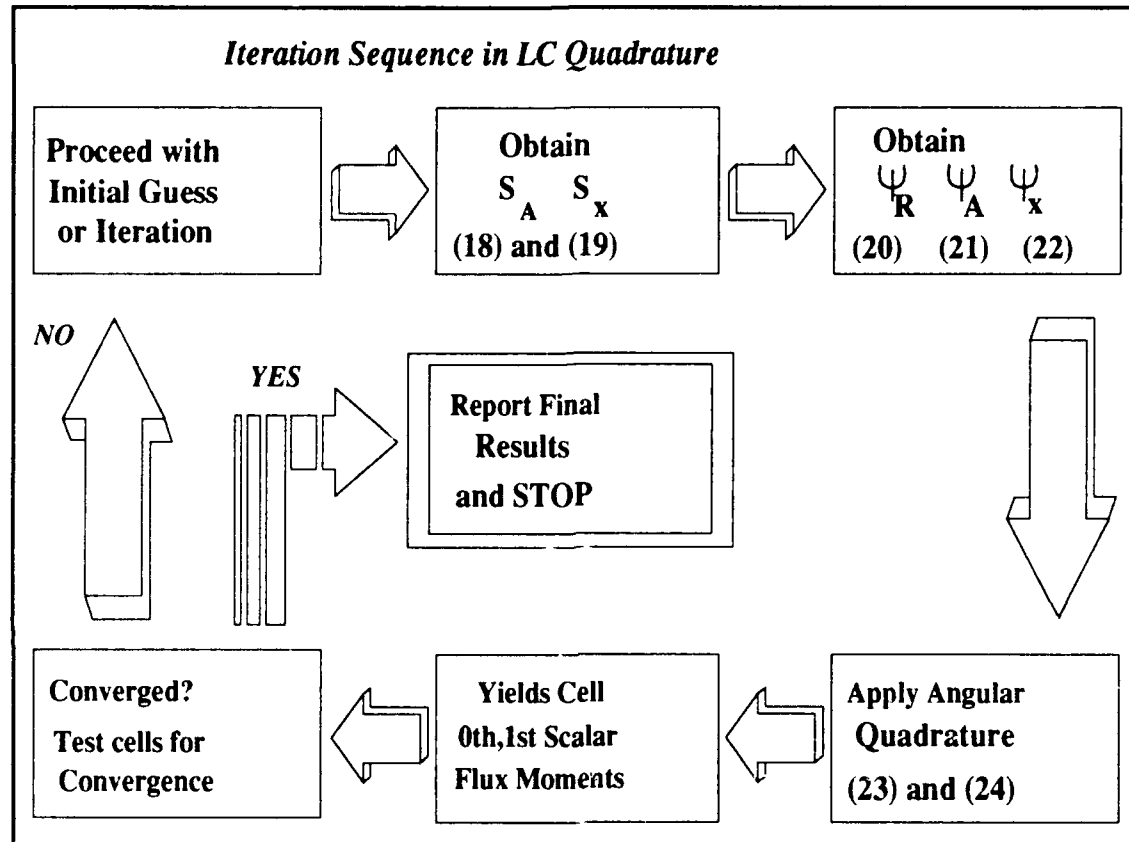 Iteration Sequence in LC Quadrature
Proceed with
Initial Guess
or Iteration
Obtain
S_A S_x
(18) and (19)
Obtain
Ψ_R Ψ_A Ψ_x
(20) (21) (22)
NO
YES
Report Final
Results
and STOP
Converged?
Test cells for
Convergence
Yields Cell
0th,1st Scalar
Flux Moments
Apply Angular
Quadrature
(23) and (24)